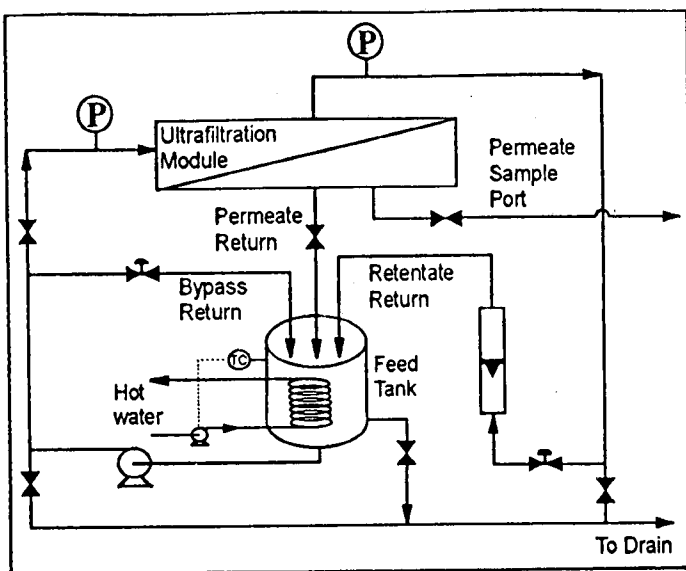 P
P
Ultrafiltration
Module
Permeate
Sample
Port
Permeate
Return
Bypass
Return
Retentate
Return
TC
Feed
Tank
Hot
water
To Drain